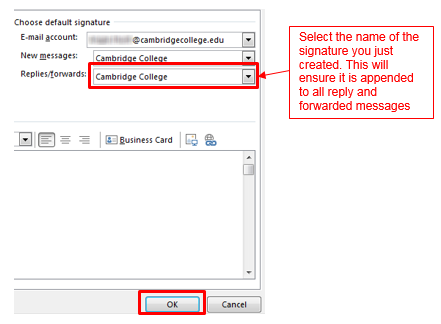 Choose default signature
E-mail account: @cambridgecollege.edu
New messages: Cambridge College
Replies/forwards: Cambridge College
Select the name of the
signature you just
created. This will
ensure it is appended
to all reply and
forwarded messages
Business Card
OK Cancel